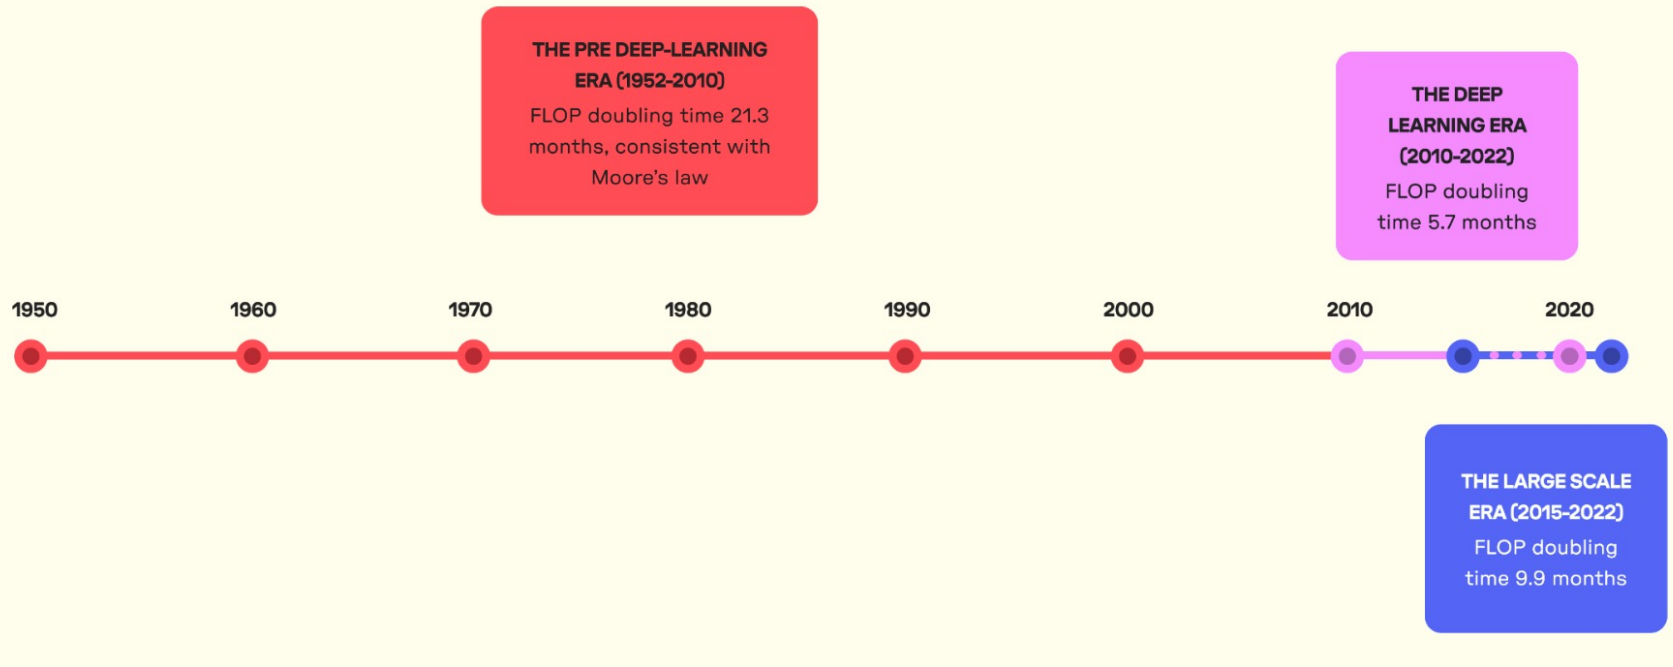 THE PRE DEEP-LEARNING
ERA (1952-2010)
FLOP doubling time 21.3
months, consistent with
Moore's law
THE DEEP
LEARNING ERA
(2010-2022)
FLOP doubling
time 5.7 months
1950
1960
1970
1980
1990
2000
2010
2020
THE LARGE SCALE
ERA (2015-2022)
FLOP doubling
time 9.9 months